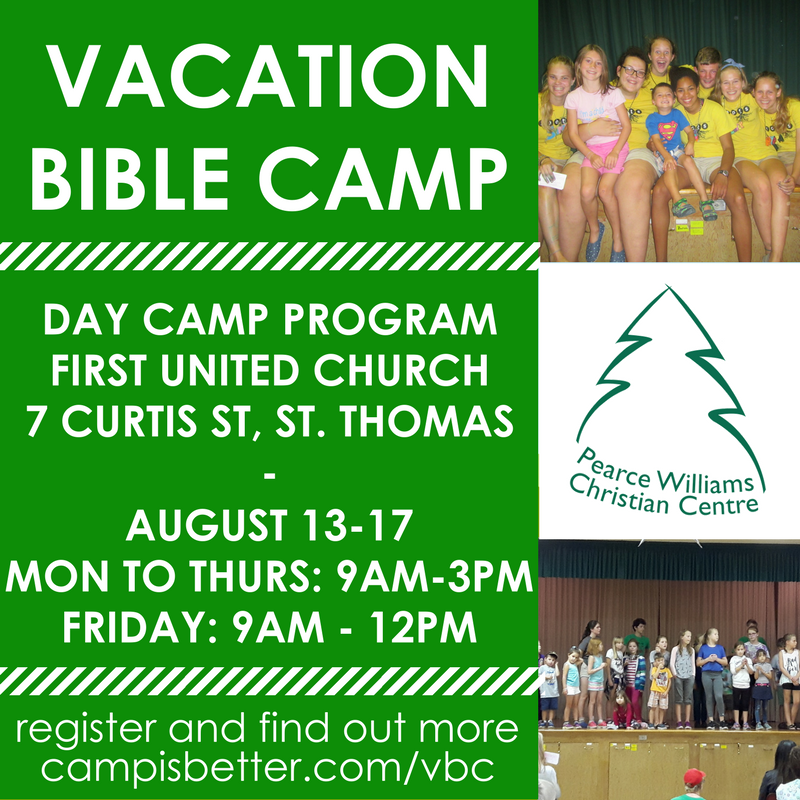 VACATION
BIBLE CAMP
DAY CAMP PROGRAM
FIRST UNITED CHURCH
7 CURTIS ST, ST. THOMAS
-
AUGUST 13-17
MON TO THURS: 9AM-3PM
FRIDAY: 9AM - 12PM
register and find out more
campisbetter.com/vbc
Pearce Williams
Christian Centre